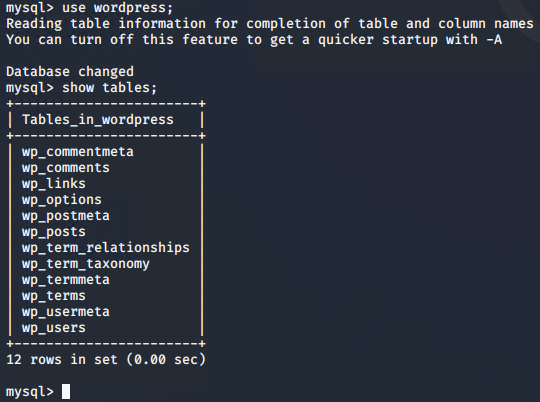 mysql> use wordpress;
Reading table information for completion of table and column names
You can turn off this feature to get a quicker startup with -A
Database changed
mysql> show tables;
+-----------------------+
| Tables_in_wordpress   |
+-----------------------+
| wp_commentmeta        |
| wp_comments           |
| wp_links              |
| wp_options            |
| wp_postmeta           |
| wp_posts              |
| wp_term_relationships |
| wp_term_taxonomy      |
| wp_termmeta           |
| wp_terms              |
| wp_usermeta           |
| wp_users              |
+-----------------------+
12 rows in set (0.00 sec)
mysql>